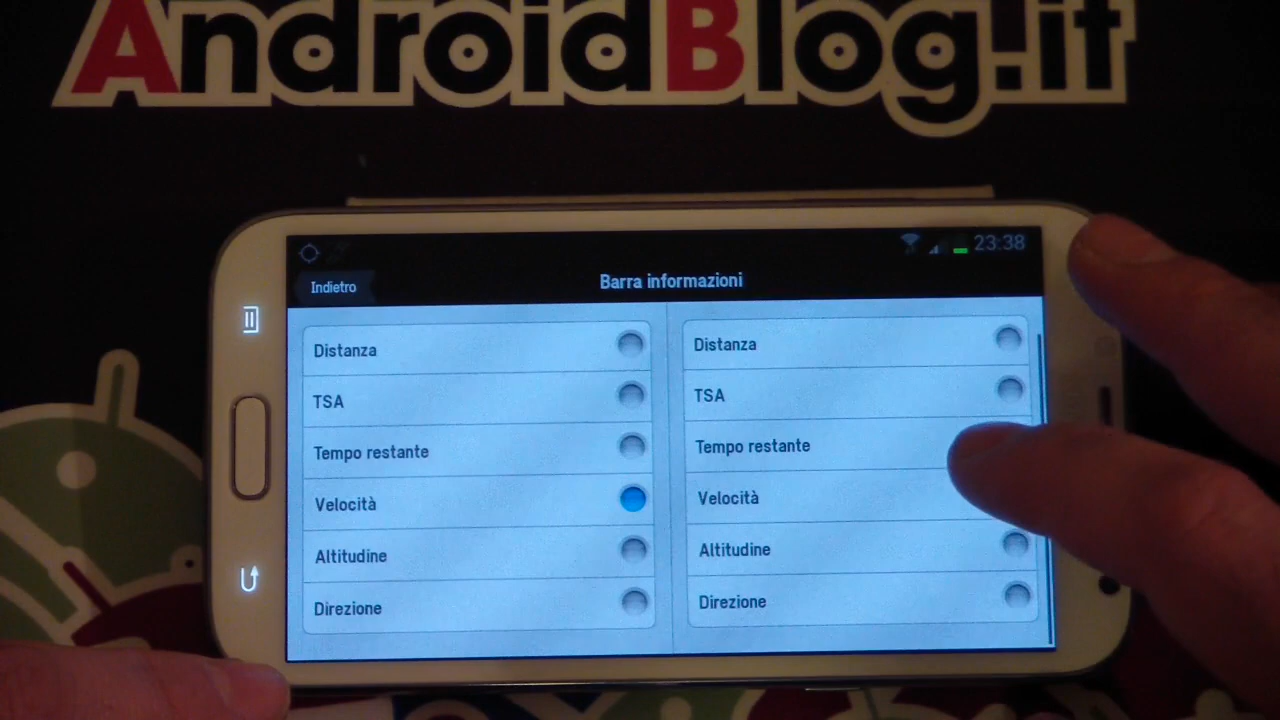 AndroidBlog.it
23:38
Indietro
Barra informazioni
Distanza
TSA
Tempo restante
Velocità
Altitudine
Direzione
Distanza
TSA
Tempo restante
Velocità
Altitudine
Direzione